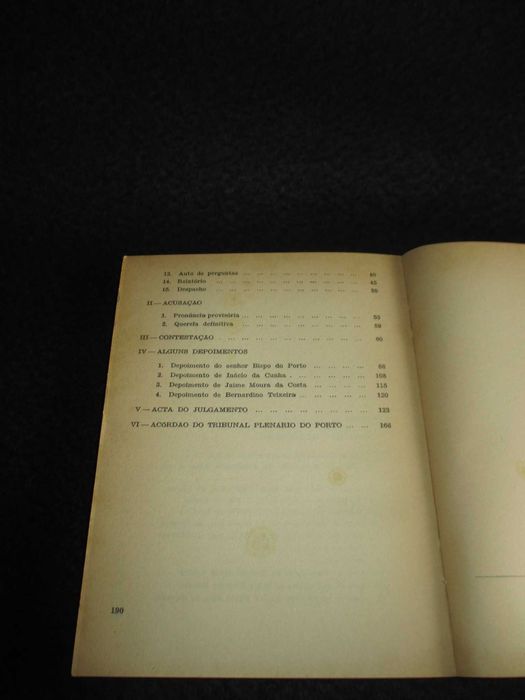 13. Auto de perguntas ... ... ... ... ... ... ... ... 40
14. Relatório ... ... ... ... ... ... ... ... ... 45
15. Despacho ... ... ... ... ... ... ... ... ...
II — ACUSAÇÃO
1. Pronúncia provisória ... ... ... ... ... ... ... ... 55
2. Querela definitiva ... ... ... ... ... ... ... ... 59
III — CONTESTAÇÃO ... ... ... ... ... ... ... ... ... 60
IV — ALGUNS DEPOIMENTOS
1. Depoimento do senhor Bispo do Porto ... ... ... ... 66
2. Depoimento de Inácio da Cunha . ... ... ... ... 108
3. Depoimento de Jaime Moura da Costa ... ... ... ... 115
4. Depoimento de Bernardino Teixeira ... ... ... ... ... 120
V — ACTA DO JULGAMENTO ... ... ... ... ... ... ... 123
VI — ACORDÃO DO TRIBUNAL PLENÁRIO DO PORTO ... ... 166
190